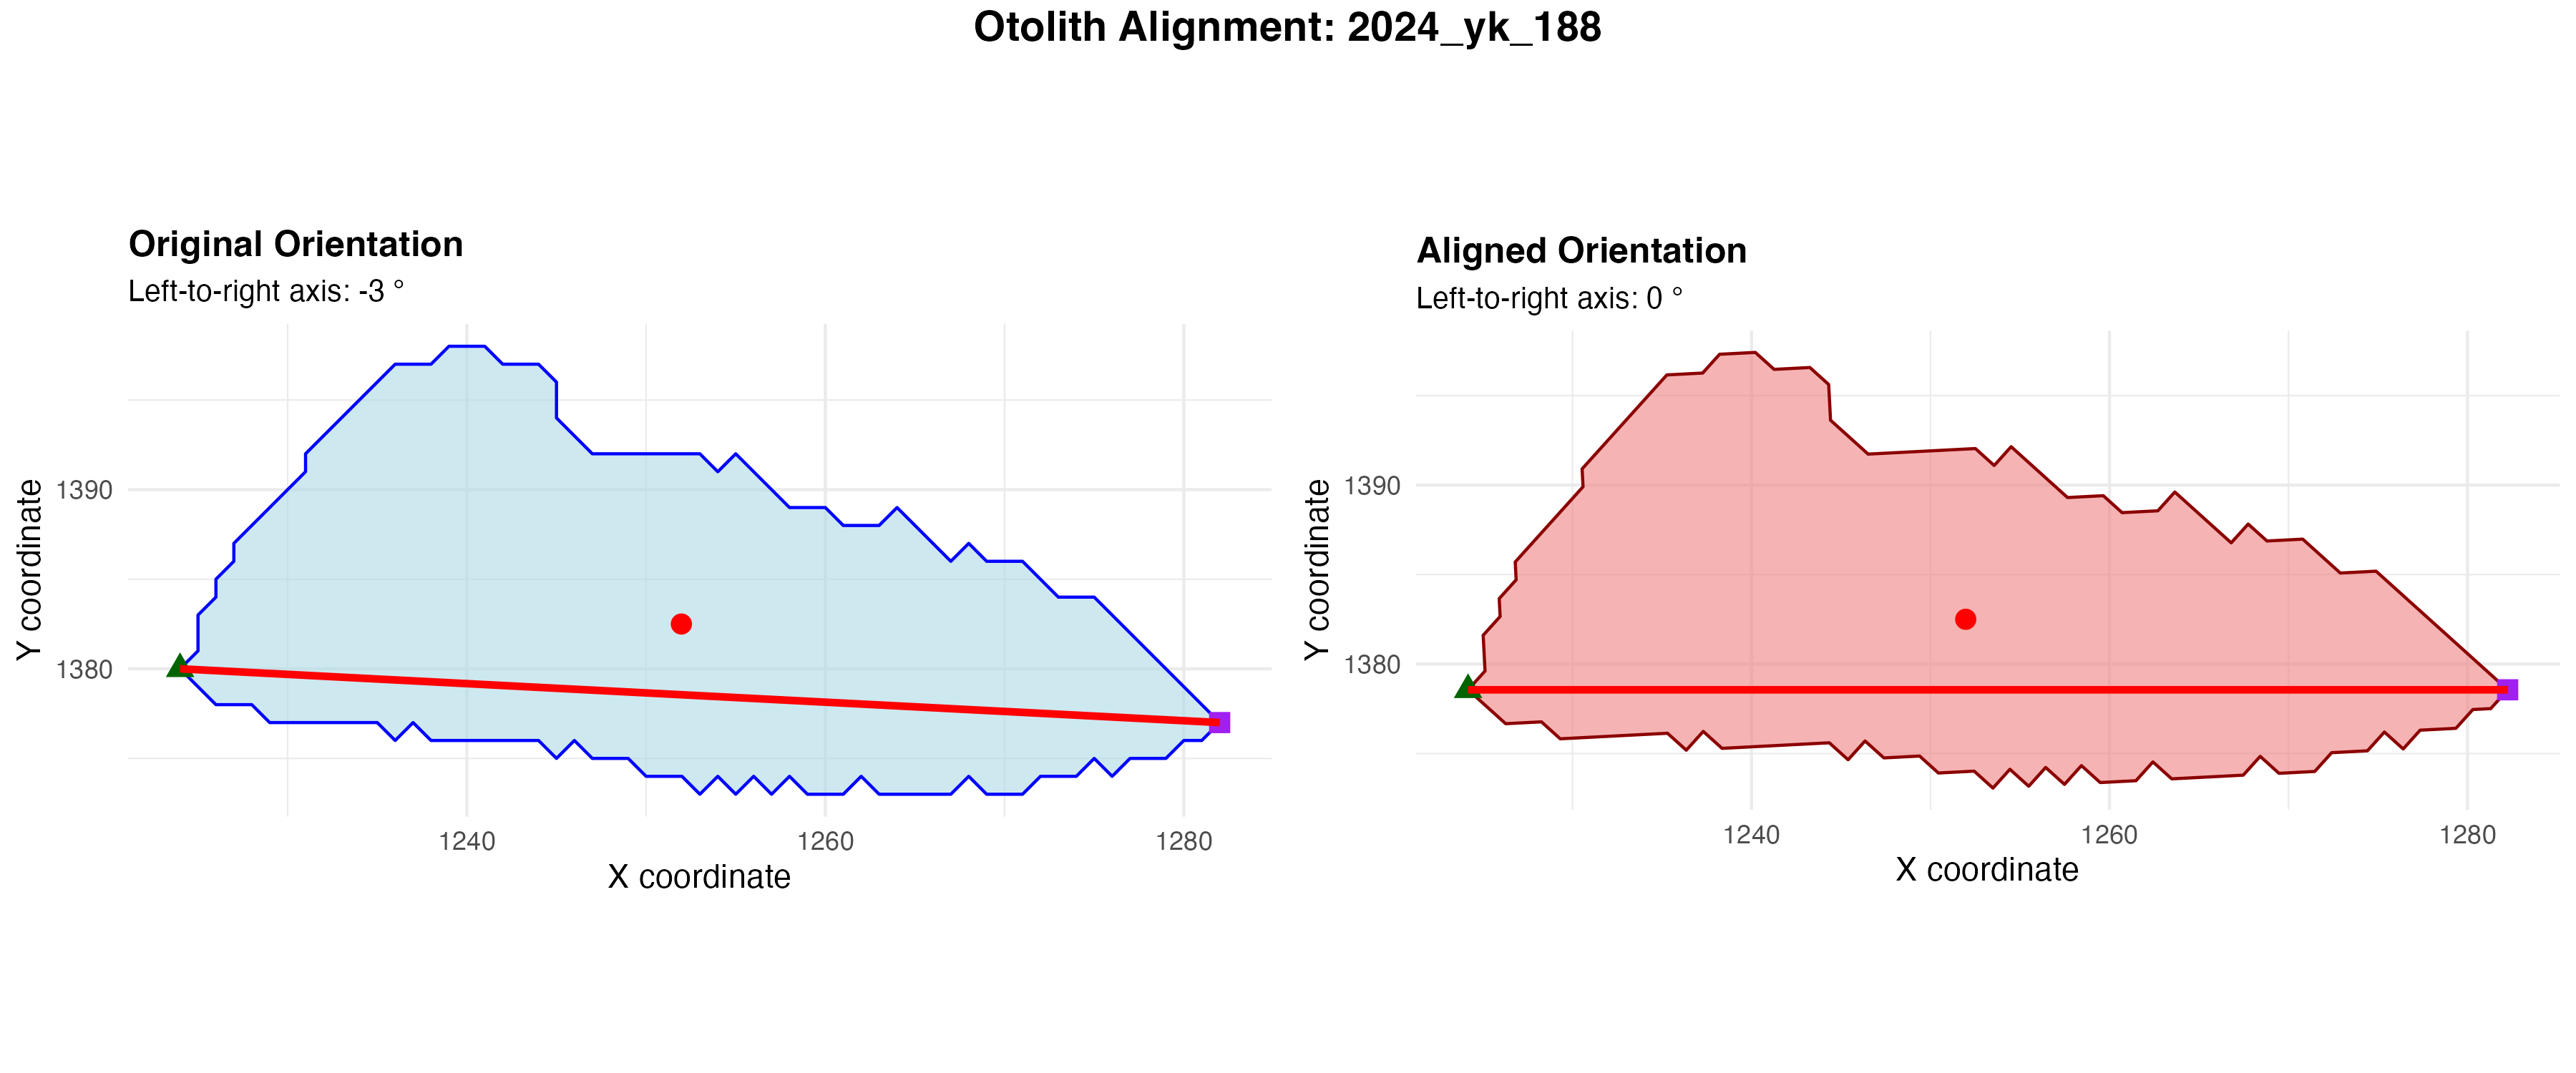 Otolith Alignment: 2024_yk_188
Original Orientation
Left-to-right axis: -3 °
Y coordinate
1390
1380
1240
1260
1280
X coordinate
Aligned Orientation
Left-to-right axis: 0 °
Y coordinate
1390
1380
1240
1260
1280
X coordinate